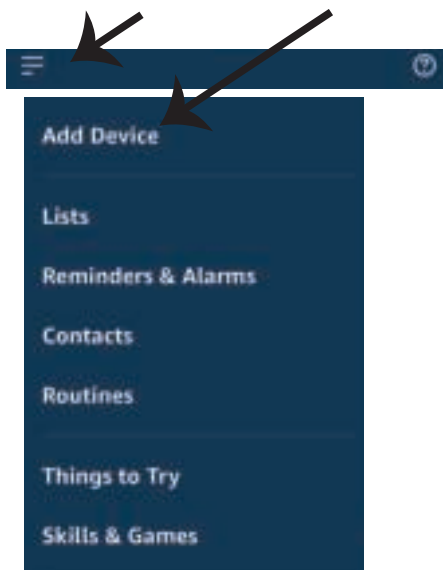 Add Device
Lists
Reminders & Alarms
Contacts
Routines
Things to Try
Skills & Games